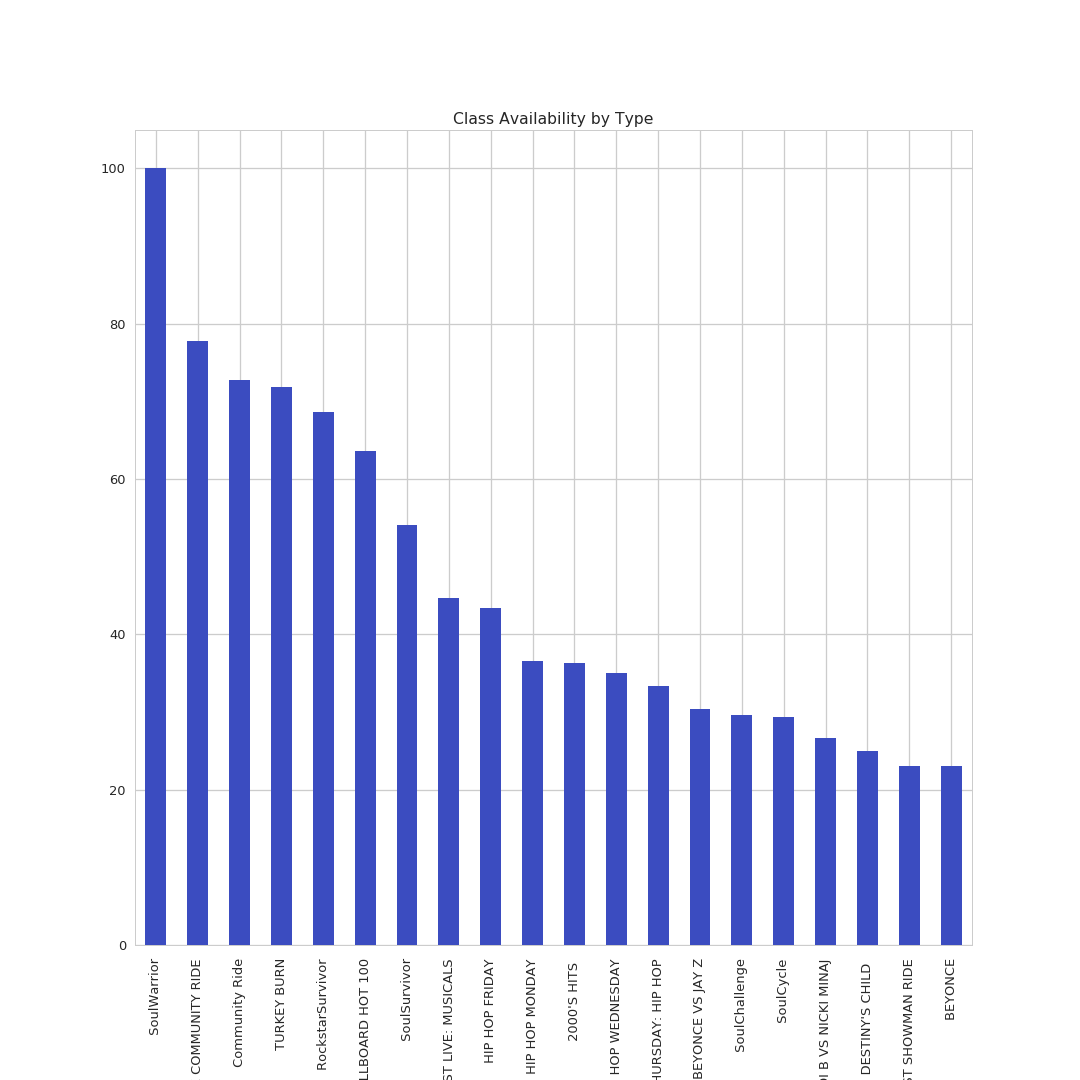 Class Availability by Type
100
80
60
40
20
0
SoulWarrior
COMMUNITY RIDE
Community Ride
TURKEY BURN
RockstarSurvivor
LLBOARD HOT 100
SoulSurvivor
ST LIVE: MUSICALS
HIP HOP FRIDAY
HIP HOP MONDAY
2000'S HITS
HOP WEDNESDAY
HURSDAY: HIP HOP
BEYONCE VS JAY Z
SoulChallenge
SoulCycle
DI B VS NICKI MINAJ
DESTINY'S CHILD
ST SHOWMAN RIDE
BEYONCE